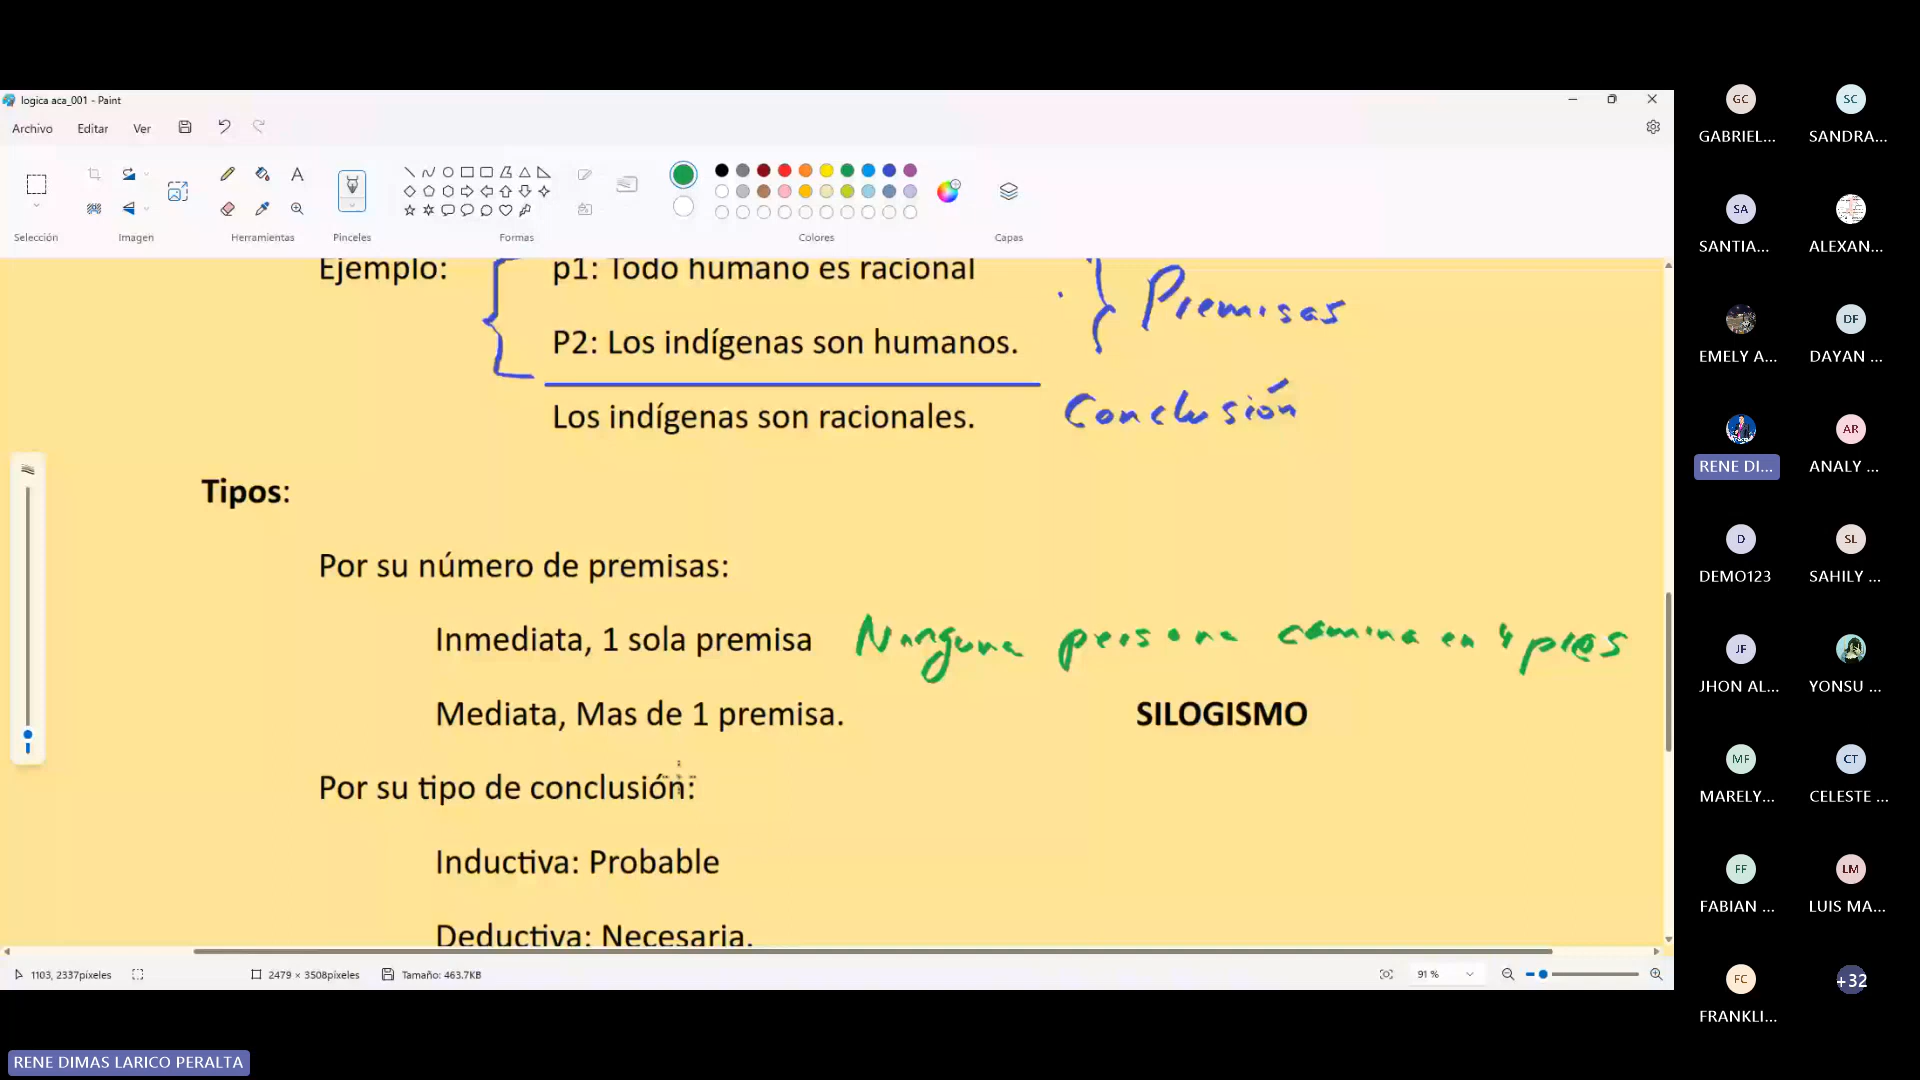 logica aca_001 - Paint
Archivo Editar Ver
Selección Imagen Herramientas Pinceles Formas Colores Capas
Ejemplo: p1: Todo humano es racional
Premisas
P2: Los indígenas son humanos.
Los indígenas son racionales. Conclusión
Tipos:
Por su número de premisas:
Inmediata, 1 sola premisa Ninguna persona camina en 4 pies
Mediata, Mas de 1 premisa. SILOGISMO
Por su tipo de conclusión:
Inductiva: Probable
Deductiva: Necesaria.
1103, 2337píxeles 2479 × 3508píxeles Tamaño: 463.7KB 91 %
RENE DIMAS LARICO PERALTA
GC SC
GABRIEL... SANDRA...
SA
SANTIA... ALEXAN...
DF
EMELY A... DAYAN ...
AR
RENE DI... ANALY ...
D SL
DEMO123 SAHILY ...
JF
JHON AL... YONSU ...
MF CT
MARELY... CELESTE ...
FF LM
FABIAN ... LUIS MA...
FC +32
FRANKLI...